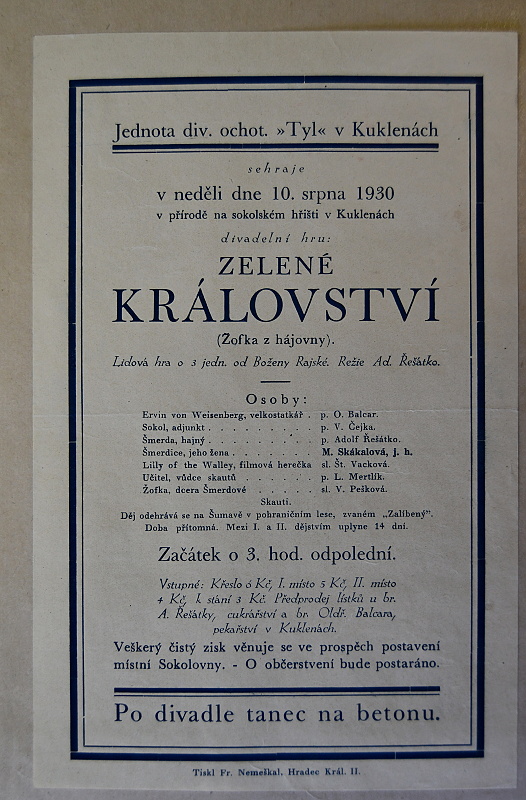 Jednota div. ochot. »Tyl« v Kuklenách
sehraje
v neděli dne 10. srpna 1930
v přírodě na sokolském hřišti v Kuklenách
divadelní hru:
ZELENÉ
KRÁLOVSTVÍ
(Žofka z hájovny).
Lidová hra o 3 jedn. od Boženy Rajské. Režie Ad. Řešátko.
Osoby:
Ervin von Weisenberg, velkostatkář . p. O. Balcar.
Sokol, adjunkt . . . . . . . . p. V. Čejka.
Šmerda, hajný . . . . . . . . p. Adolf Řešátko.
Šmerdice, jeho žena . . . . . . . M. Skákalová, j. h.
Lilly of the Walley, filmová herečka sl. Št. Vacková.
Učitel, vůdce skautů . . . . . . p. L. Mertlík.
Žofka, dcera Šmerdové . . . . . sl. V. Pešková.
Skauti.
Děj odehrává se na Šumavě v pohraničním lese, zvaném „Zalíbený".
Doba přítomná. Mezi I. a II. dějstvím uplyne 14 dní.
Začátek o 3. hod. odpolední.
Vstupné: Křeslo 6 Kč, I. místo 5 Kč, II. místo
4 Kč, k stání 3 Kč. Předprodej lístků u br.
A. Řešátky, cukrářství a br. Oldř. Balcara,
pekařství v Kuklenách.
Veškerý čistý zisk věnuje se ve prospěch postavení
místní Sokolovny. - O občerstvení bude postaráno.
Po divadle tanec na betonu.
Tiskl Fr. Nemeškal, Hradec Král. II.